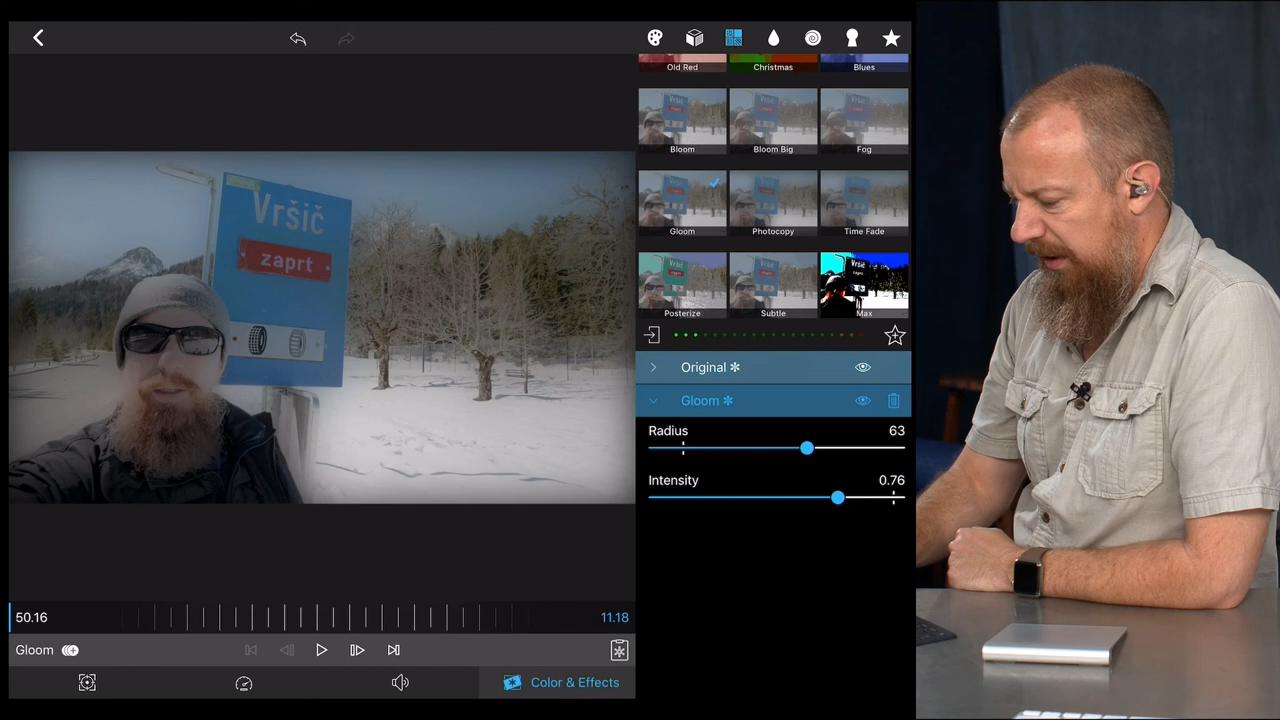 Old Red
Christmas
Blues
Bloom
Bloom Big
Fog
Gloom
Photocopy
Time Fade
Posterize
Subtle
Max
Vršič
zaprt
Original ✼
Gloom ✼
Radius
63
Intensity
0.76
50.16
11.18
Gloom
Color & Effects